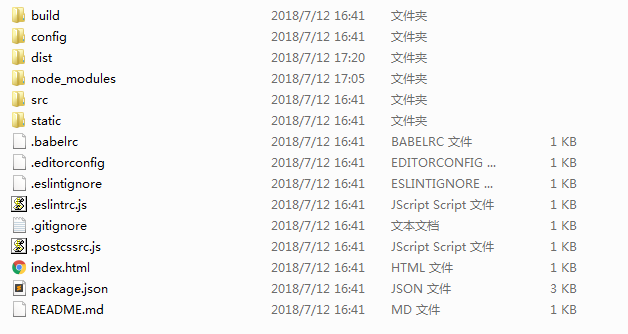 build 2018/7/12 16:41 文件夹
config 2018/7/12 16:41 文件夹
dist 2018/7/12 17:20 文件夹
node_modules 2018/7/12 17:05 文件夹
src 2018/7/12 16:41 文件夹
static 2018/7/12 16:41 文件夹
.babelrc 2018/7/12 16:41 BABELRC 文件 1 KB
.editorconfig 2018/7/12 16:41 EDITORCONFIG ... 1 KB
.eslintignore 2018/7/12 16:41 ESLINTIGNORE ... 1 KB
.eslintrc.js 2018/7/12 16:41 JScript Script 文件 1 KB
.gitignore 2018/7/12 16:41 文本文档 1 KB
.postcssrc.js 2018/7/12 16:41 JScript Script 文件 1 KB
index.html 2018/7/12 16:41 HTML 文件 1 KB
package.json 2018/7/12 16:41 JSON 文件 3 KB
README.md 2018/7/12 16:41 MD 文件 1 KB